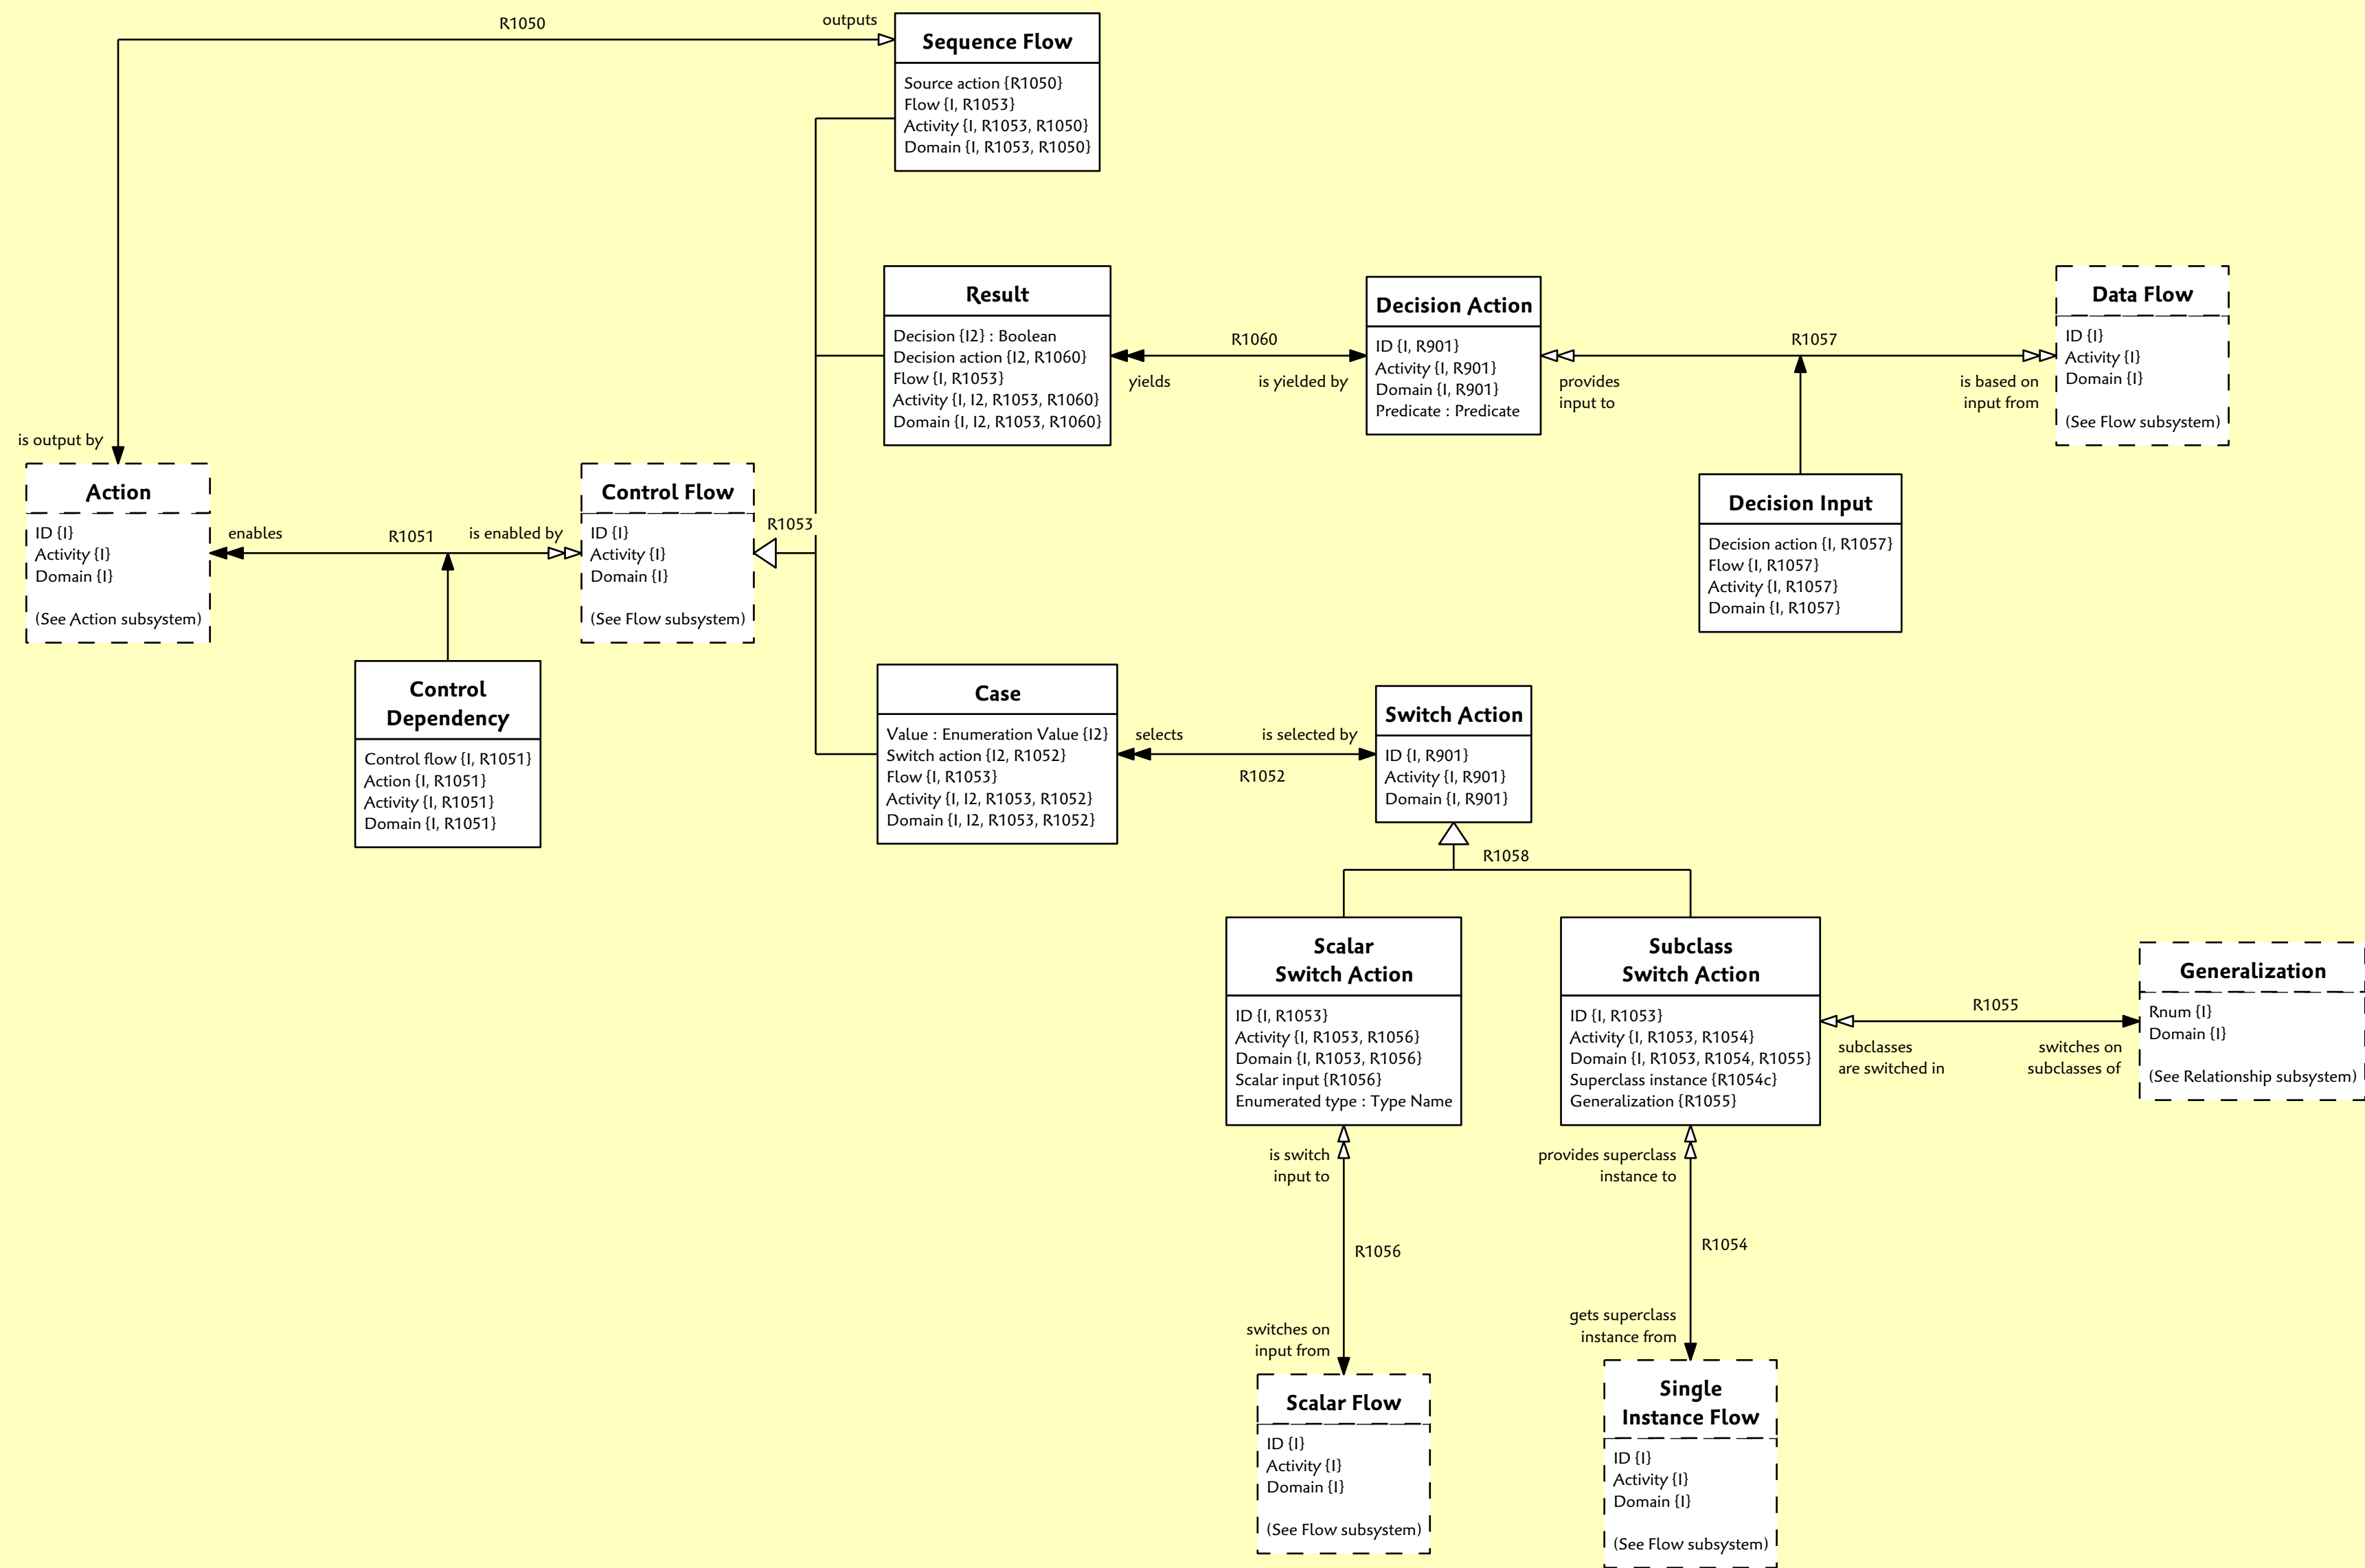 R1050
outputs
Sequence Flow
Source action {R1050}
Flow {I, R1053}
Activity {I, R1053, R1050}
Domain {I, R1053, R1050}
Result
Decision {I2} : Boolean
Decision action {I2, R1060}
Flow {I, R1053}
Activity {I, I2, R1053, R1060}
Domain {I, I2, R1053, R1060}
R1060
yields
is yielded by
Decision Action
ID {I, R901}
Activity {I, R901}
Domain {I, R901}
Predicate : Predicate
R1057
provides
input to
is based on
input from
Data Flow
ID {I}
Activity {I}
Domain {I}
(See Flow subsystem)
is output by
Action
ID {I}
Activity {I}
Domain {I}
(See Action subsystem)
enables
R1051
is enabled by
Control Flow
ID {I}
Activity {I}
Domain {I}
(See Flow subsystem)
R1053
Decision Input
Decision action {I, R1057}
Flow {I, R1057}
Activity {I, R1057}
Domain {I, R1057}
Control
Dependency
Control flow {I, R1051}
Action {I, R1051}
Activity {I, R1051}
Domain {I, R1051}
Case
Value : Enumeration Value {I2}
Switch action {I2, R1052}
Flow {I, R1053}
Activity {I, I2, R1053, R1052}
Domain {I, I2, R1053, R1052}
selects
is selected by
R1052
Switch Action
ID {I, R901}
Activity {I, R901}
Domain {I, R901}
R1058
Scalar
Switch Action
ID {I, R1053}
Activity {I, R1053, R1056}
Domain {I, R1053, R1056}
Scalar input {R1056}
Enumerated type : Type Name
Subclass
Switch Action
ID {I, R1053}
Activity {I, R1053, R1054}
Domain {I, R1053, R1054, R1055}
Superclass instance {R1054c}
Generalization {R1055}
R1055
subclasses
are switched in
switches on
subclasses of
Generalization
Rnum {I}
Domain {I}
(See Relationship subsystem)
is switch
input to
R1056
switches on
input from
provides superclass
instance to
R1054
gets superclass
instance from
Scalar Flow
ID {I}
Activity {I}
Domain {I}
(See Flow subsystem)
Single
Instance Flow
ID {I}
Activity {I}
Domain {I}
(See Flow subsystem)